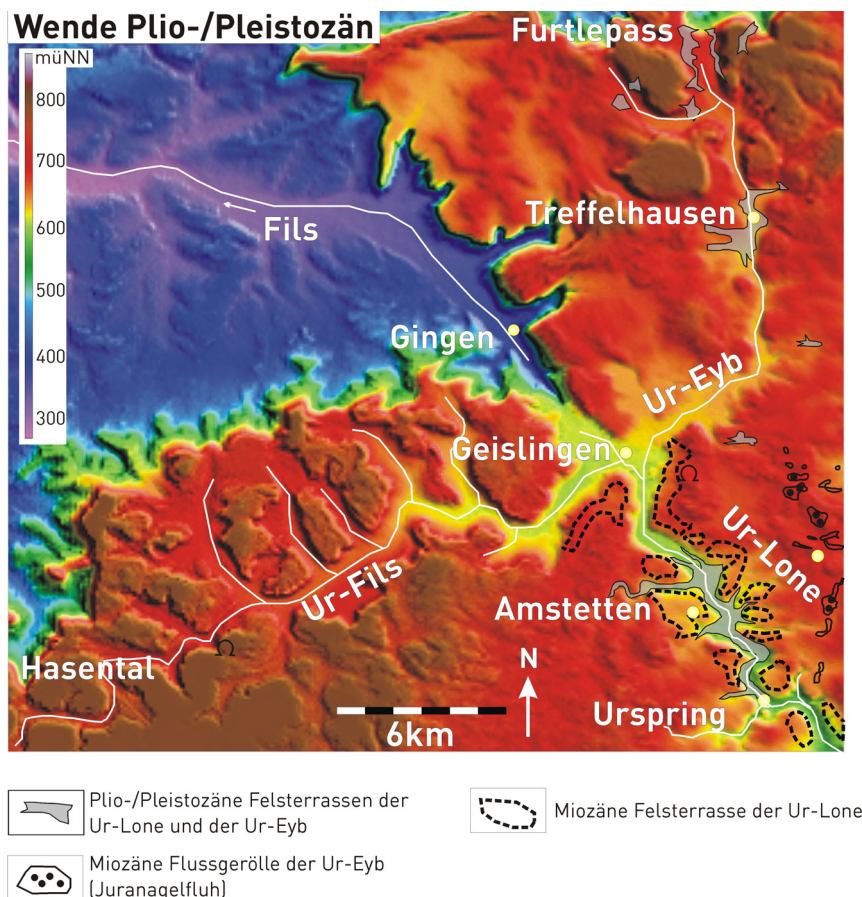 Wende Plio-/Pleistozän
müNN
800
700
600
500
400
300
Furtlepass
Treffelhausen
Fils
Gingen
Ur-Eyb
Geislingen
Ω
Ur-Lone
Ur-Fils
Amstetten
Ω
Hasental
N
Urspring
6km
Plio-/Pleistozäne Felsterrassen der
Ur-Lone und der Ur-Eyb
Miozäne Felsterrasse der Ur-Lone
Miozäne Flussgerölle der Ur-Eyb
(Juranagelfluh)